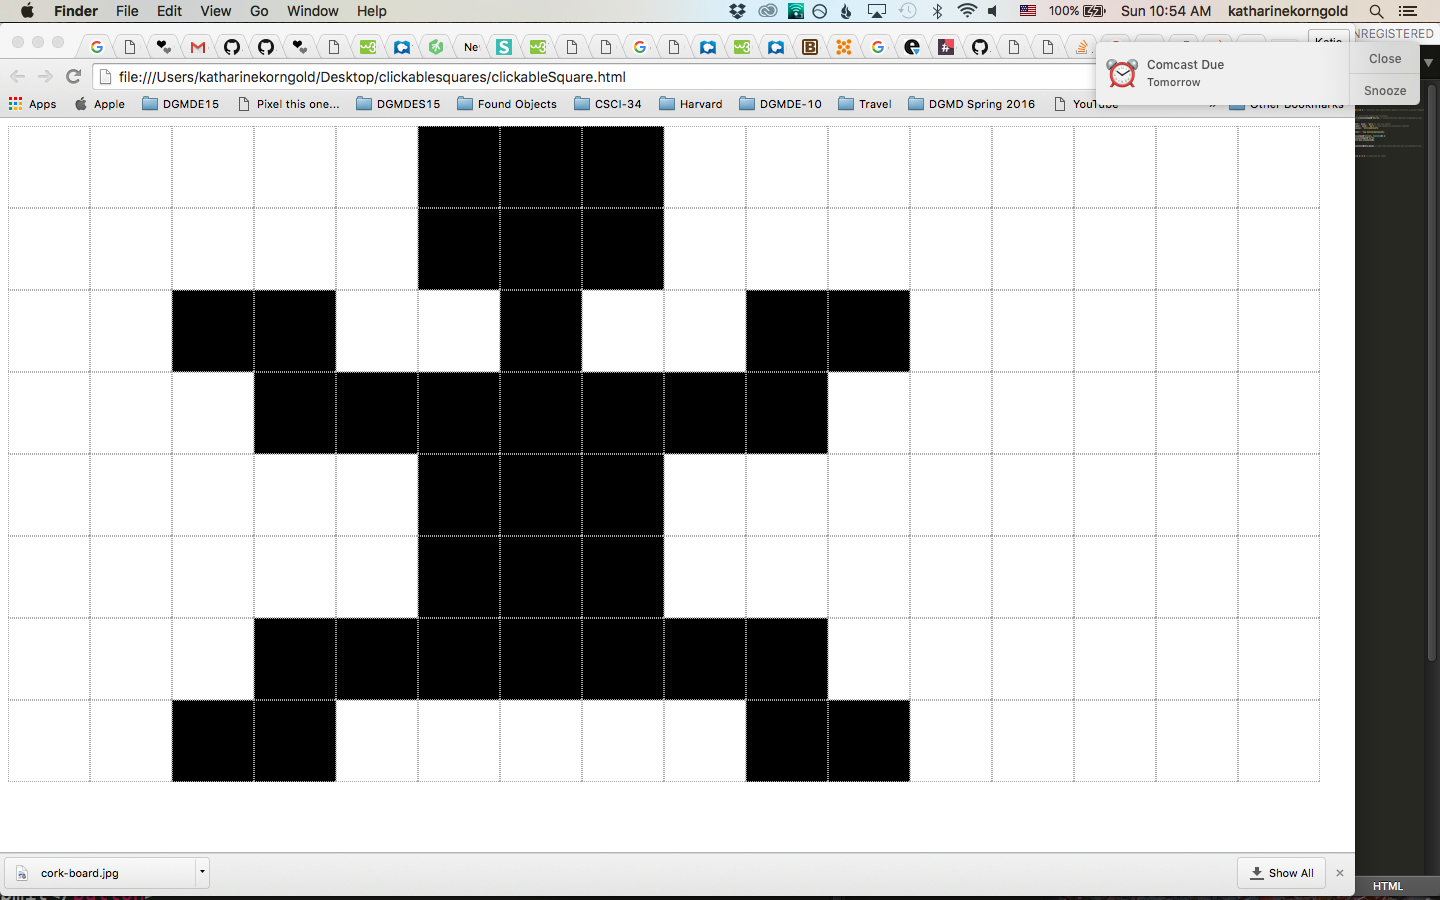 Finder File Edit View Go Window Help 100% Sun 10:54 AM katharinekorngold
Ne
NREGISTERED
file:///Users/katharinekorngold/Desktop/clickablesquares/clickableSquare.html
Comcast Due
Tomorrow
Close
Snooze
Apps Apple DGMDE15 Pixel this one... DGMDES15 Found Objects CSCI-34 Harvard DGMDE-10 Travel DGMD Spring 2016 YouTube » Other Bookmarks
cork-board.jpg
Show All
HTML